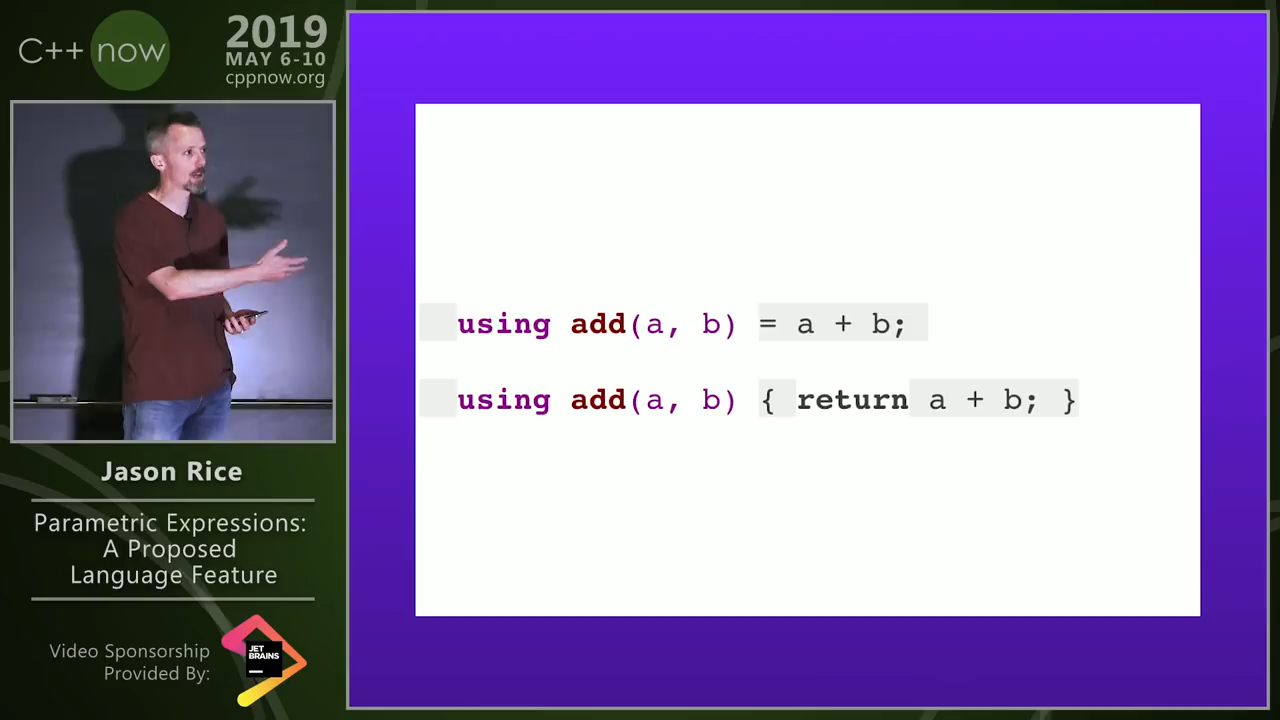 C++ now
2019
MAY 6-10
cppnow.org
using add(a, b) = a + b;
using add(a, b) { return a + b; }
Jason Rice
Parametric Expressions:
A Proposed
Language Feature
Video Sponsorship
Provided By:
JET
BRAINS